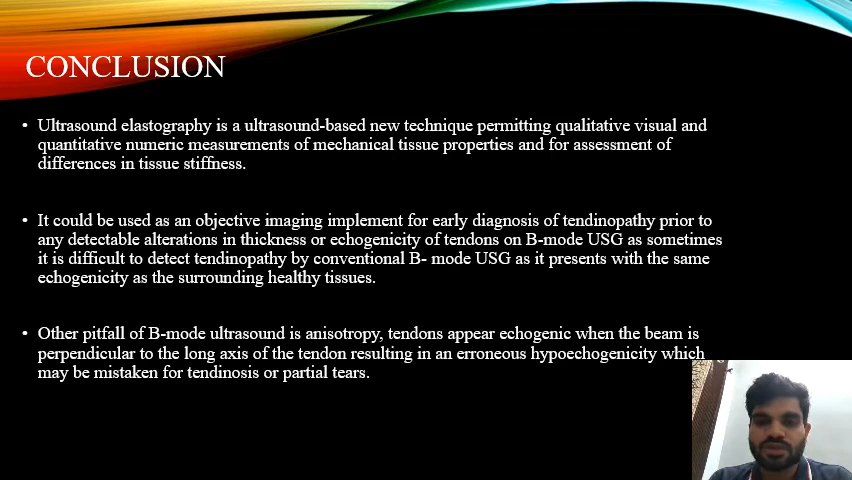 CONCLUSION
• Ultrasound elastography is a ultrasound-based new technique permitting qualitative visual and
quantitative numeric measurements of mechanical tissue properties and for assessment of
differences in tissue stiffness.
• It could be used as an objective imaging implement for early diagnosis of tendinopathy prior to
any detectable alterations in thickness or echogenicity of tendons on B-mode USG as sometimes
it is difficult to detect tendinopathy by conventional B- mode USG as it presents with the same
echogenicity as the surrounding healthy tissues.
• Other pitfall of B-mode ultrasound is anisotropy, tendons appear echogenic when the beam is
perpendicular to the long axis of the tendon resulting in an erroneous hypoechogenicity which
may be mistaken for tendinosis or partial tears.